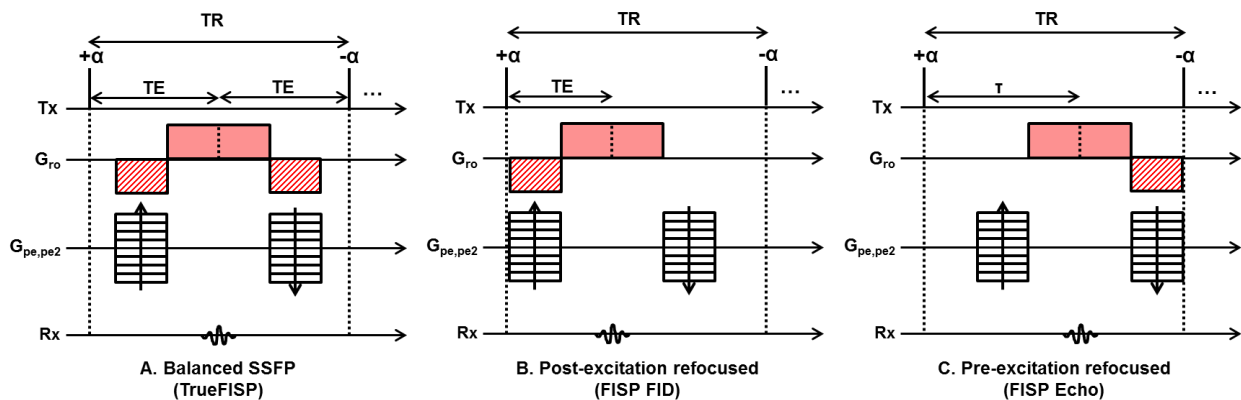 TR
+α
-α
TE
TE
...
Tx
Gro
Gpe,pe2
Rx
A. Balanced SSFP
(TrueFISP)
TR
+α
-α
TE
...
Tx
Gro
Gpe,pe2
Rx
B. Post-excitation refocused
(FISP FID)
TR
+α
-α
τ
...
Tx
Gro
Gpe,pe2
Rx
C. Pre-excitation refocused
(FISP Echo)